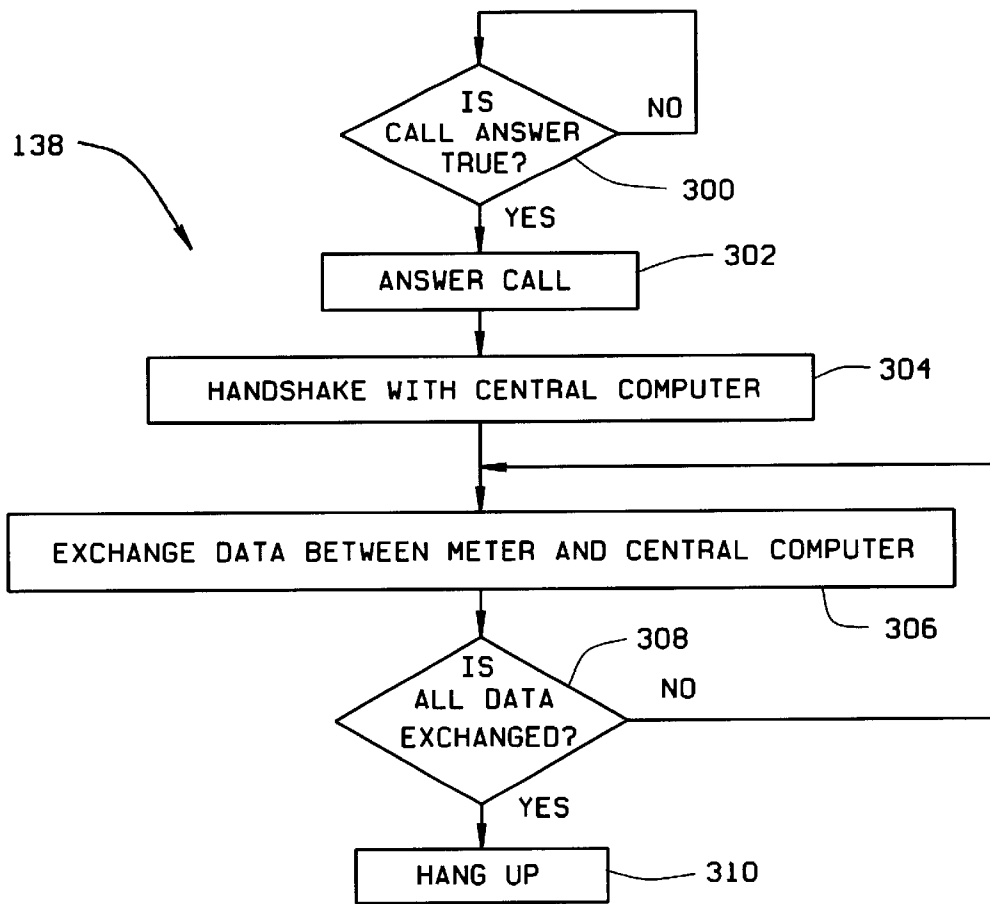 IS
CALL ANSWER
TRUE?
NO
300
138
YES
ANSWER CALL
302
HANDSHAKE WITH CENTRAL COMPUTER
304
EXCHANGE DATA BETWEEN METER AND CENTRAL COMPUTER
306
IS
ALL DATA
EXCHANGED?
308
NO
YES
HANG UP
310